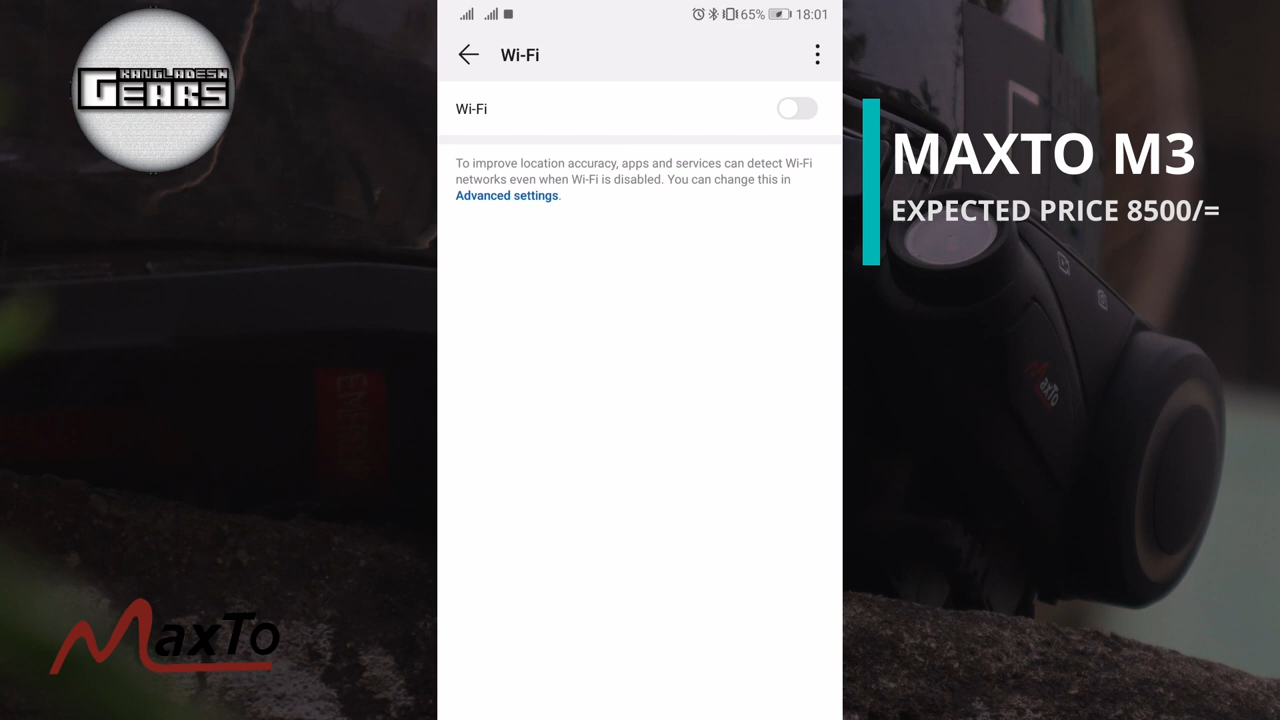 KANGLADESH
GEARS
65% 18:01
Wi-Fi
Wi-Fi
To improve location accuracy, apps and services can detect Wi-Fi
networks even when Wi-Fi is disabled. You can change this in
Advanced settings.
MAXTO M3
EXPECTED PRICE 8500/=
MaxTo
MaxTo